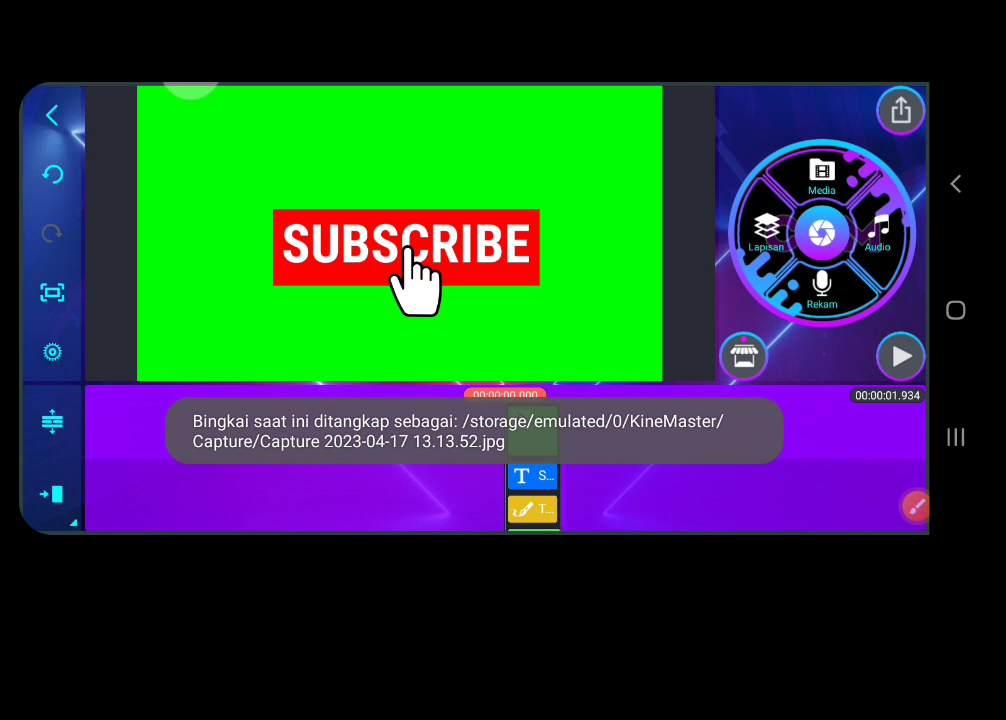 SUBSCRIBE
Media
Lapisan
Audio
Rekam
00:00:00.000
00:00:01.934
Bingkai saat ini ditangkap sebagai: /storage/emulated/0/KineMaster/
Capture/Capture 2023-04-17 13.13.52.jpg
T S...
T...